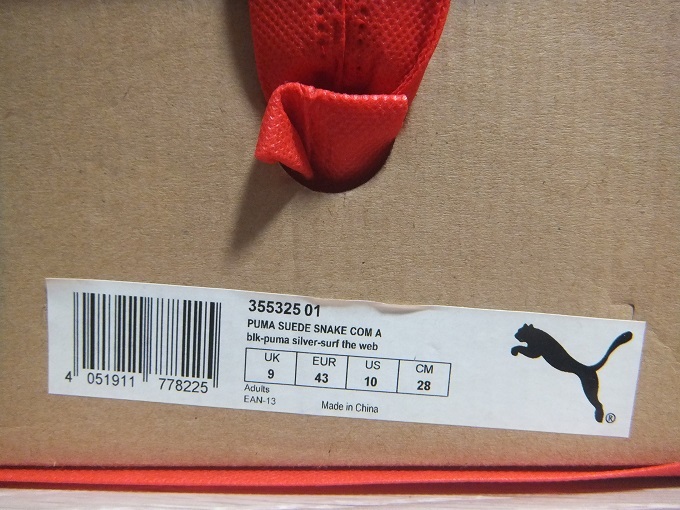 355325 01
PUMA SUEDE SNAKE COM A
blk-puma silver-surf the web
UK EUR US CM
9 43 10 28
Adults
EAN-13 Made in China
4 051911 778225
®